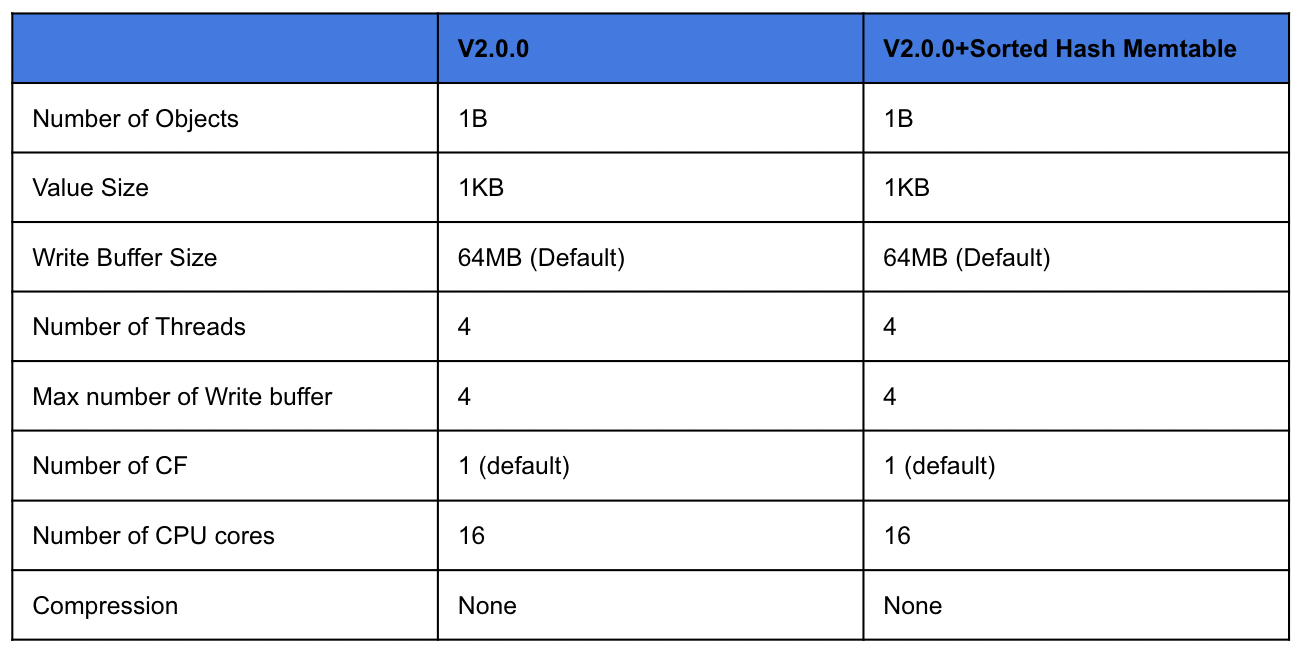 V2.0.0 V2.0.0+Sorted Hash Memtable
Number of Objects 1B 1B
Value Size 1KB 1KB
Write Buffer Size 64MB (Default) 64MB (Default)
Number of Threads 4 4
Max number of Write buffer 4 4
Number of CF 1 (default) 1 (default)
Number of CPU cores 16 16
Compression None None